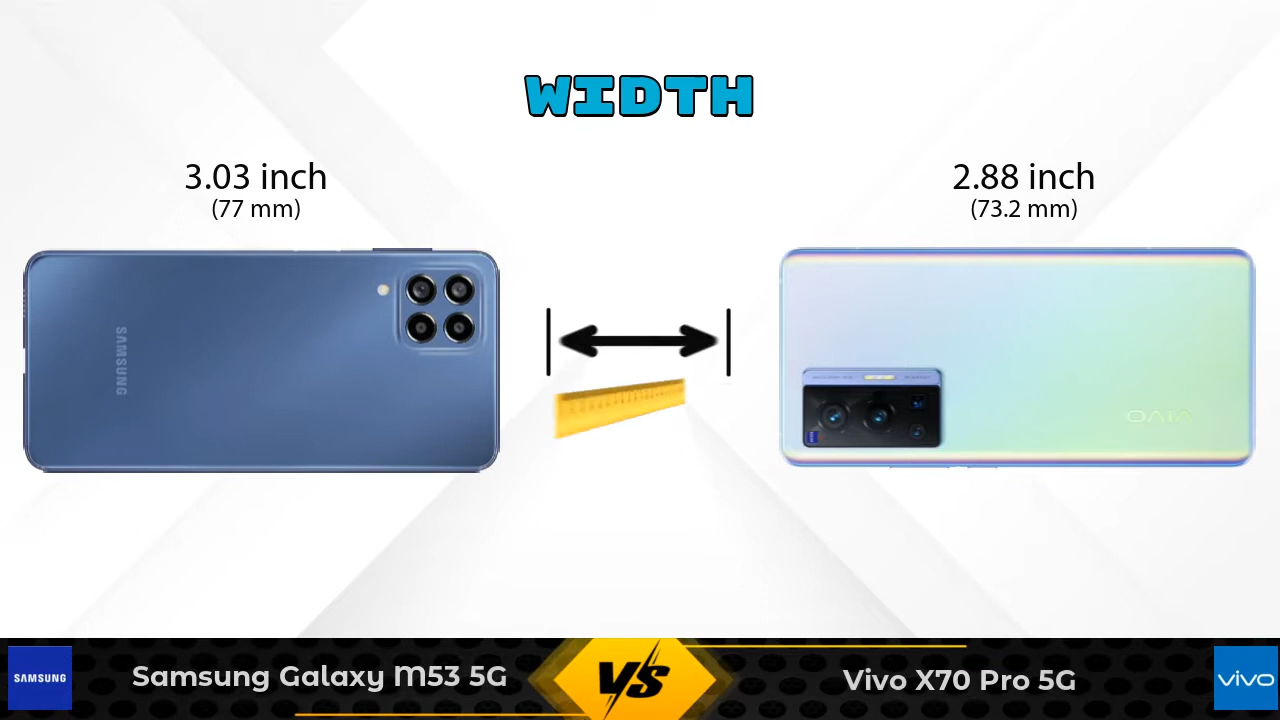 WIDTH
3.03 inch
(77 mm)
2.88 inch
(73.2 mm)
SAMSUNG
vivo
SAMSUNG
Samsung Galaxy M53 5G
VS
Vivo X70 Pro 5G
vivo